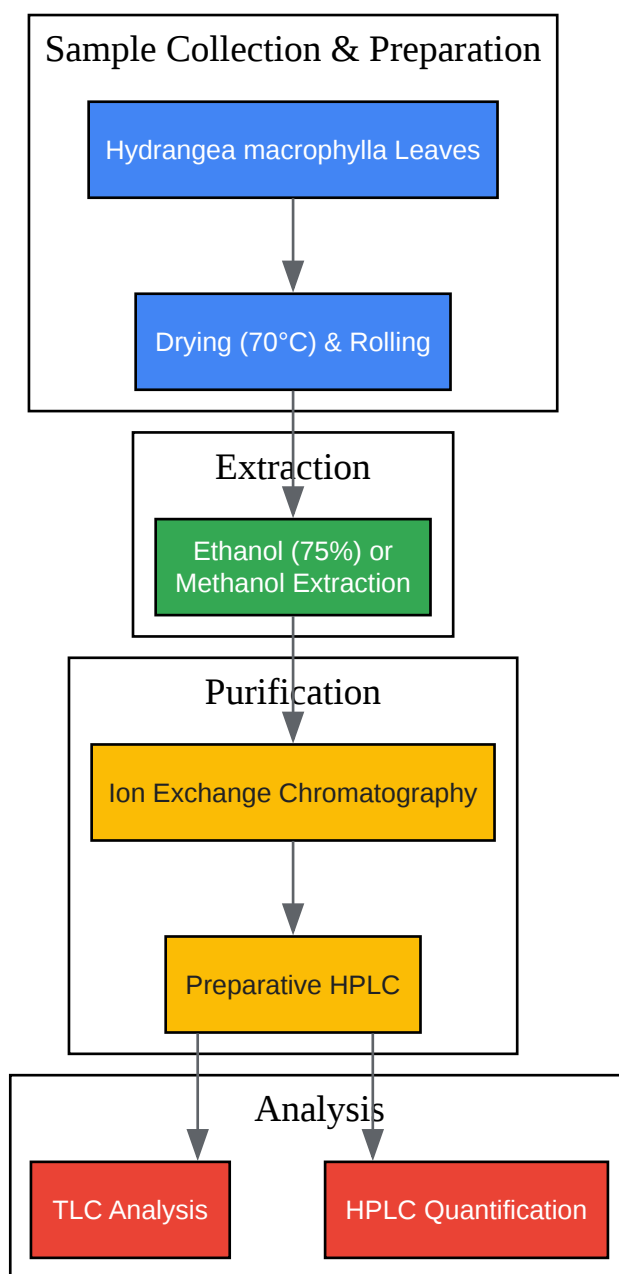 Sample Collection & Preparation
Hydrangea macrophylla Leaves
Drying (70°C) & Rolling
Extraction
Ethanol (75%) or
Methanol Extraction
Purification
Ion Exchange Chromatography
Preparative HPLC
Analysis
TLC Analysis
HPLC Quantification